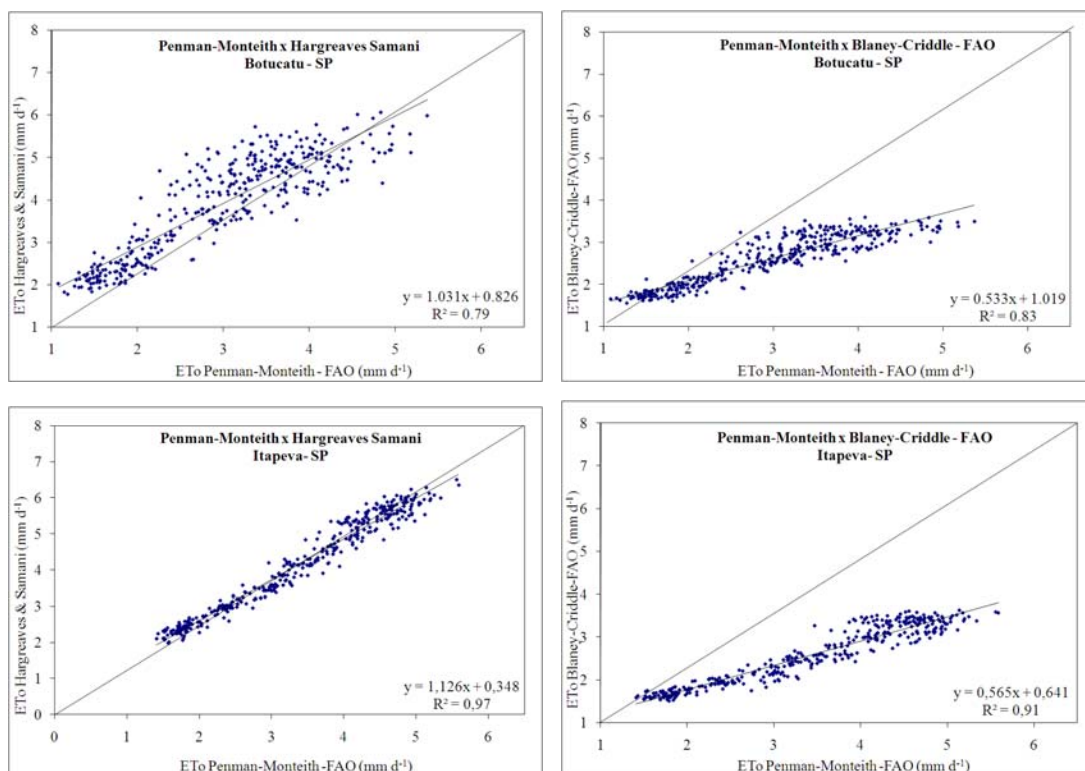 Penman-Monteith x Hargreaves Samani
Botucatu - SP
ETo Hargreaves & Samani (mm d-1)
8
7
6
5
4
3
2
1
y = 1.031x + 0.826
R² = 0.79
1 2 3 4 5 6
ETo Penman-Monteith - FAO (mm d-1)
Penman-Monteith x Blaney-Criddle - FAO
Botucatu - SP
ETo Blaney-Criddle-FAO (mm d-1)
8
7
6
5
4
3
2
1
y = 0.533x + 1.019
R² = 0.83
1 2 3 4 5 6
ETo Penman-Monteith - FAO (mm d-1)
Penman-Monteith x Hargreaves Samani
Itapeva- SP
ETo Hargreaves & Samani (mm d-1)
8
7
6
5
4
3
2
1
0
y = 1,126x + 0,348
R² = 0,97
0 1 2 3 4 5 6
ETo Penman-Monteith-FAO (mm d-1)
Penman-Monteith x Blaney-Criddle - FAO
Itapeva- SP
ETo Blaney-Criddle-FAO (mm d-1)
8
7
6
5
4
3
2
1
y = 0,565x + 0,641
R² = 0,91
1 2 3 4 5 6
ETo Penman-Monteith-FAO (mm d-1)